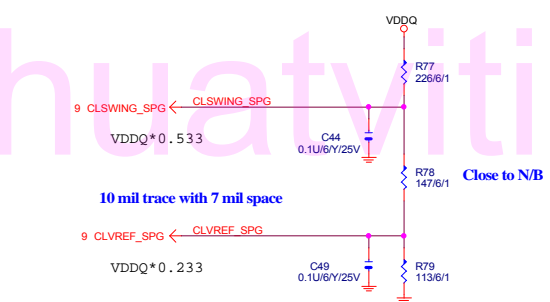 VDDQ
R77
226/6/1
9 CLSWING_SPG
CLSWING_SPG
VDDQ*0.533
C44
0.1U/6/Y/25V
R78
147/6/1
Close to N/B
10 mil trace with 7 mil space
9 CLVREF_SPG
CLVREF_SPG
VDDQ*0.233
C49
0.1U/6/Y/25V
R79
113/6/1
huatviti